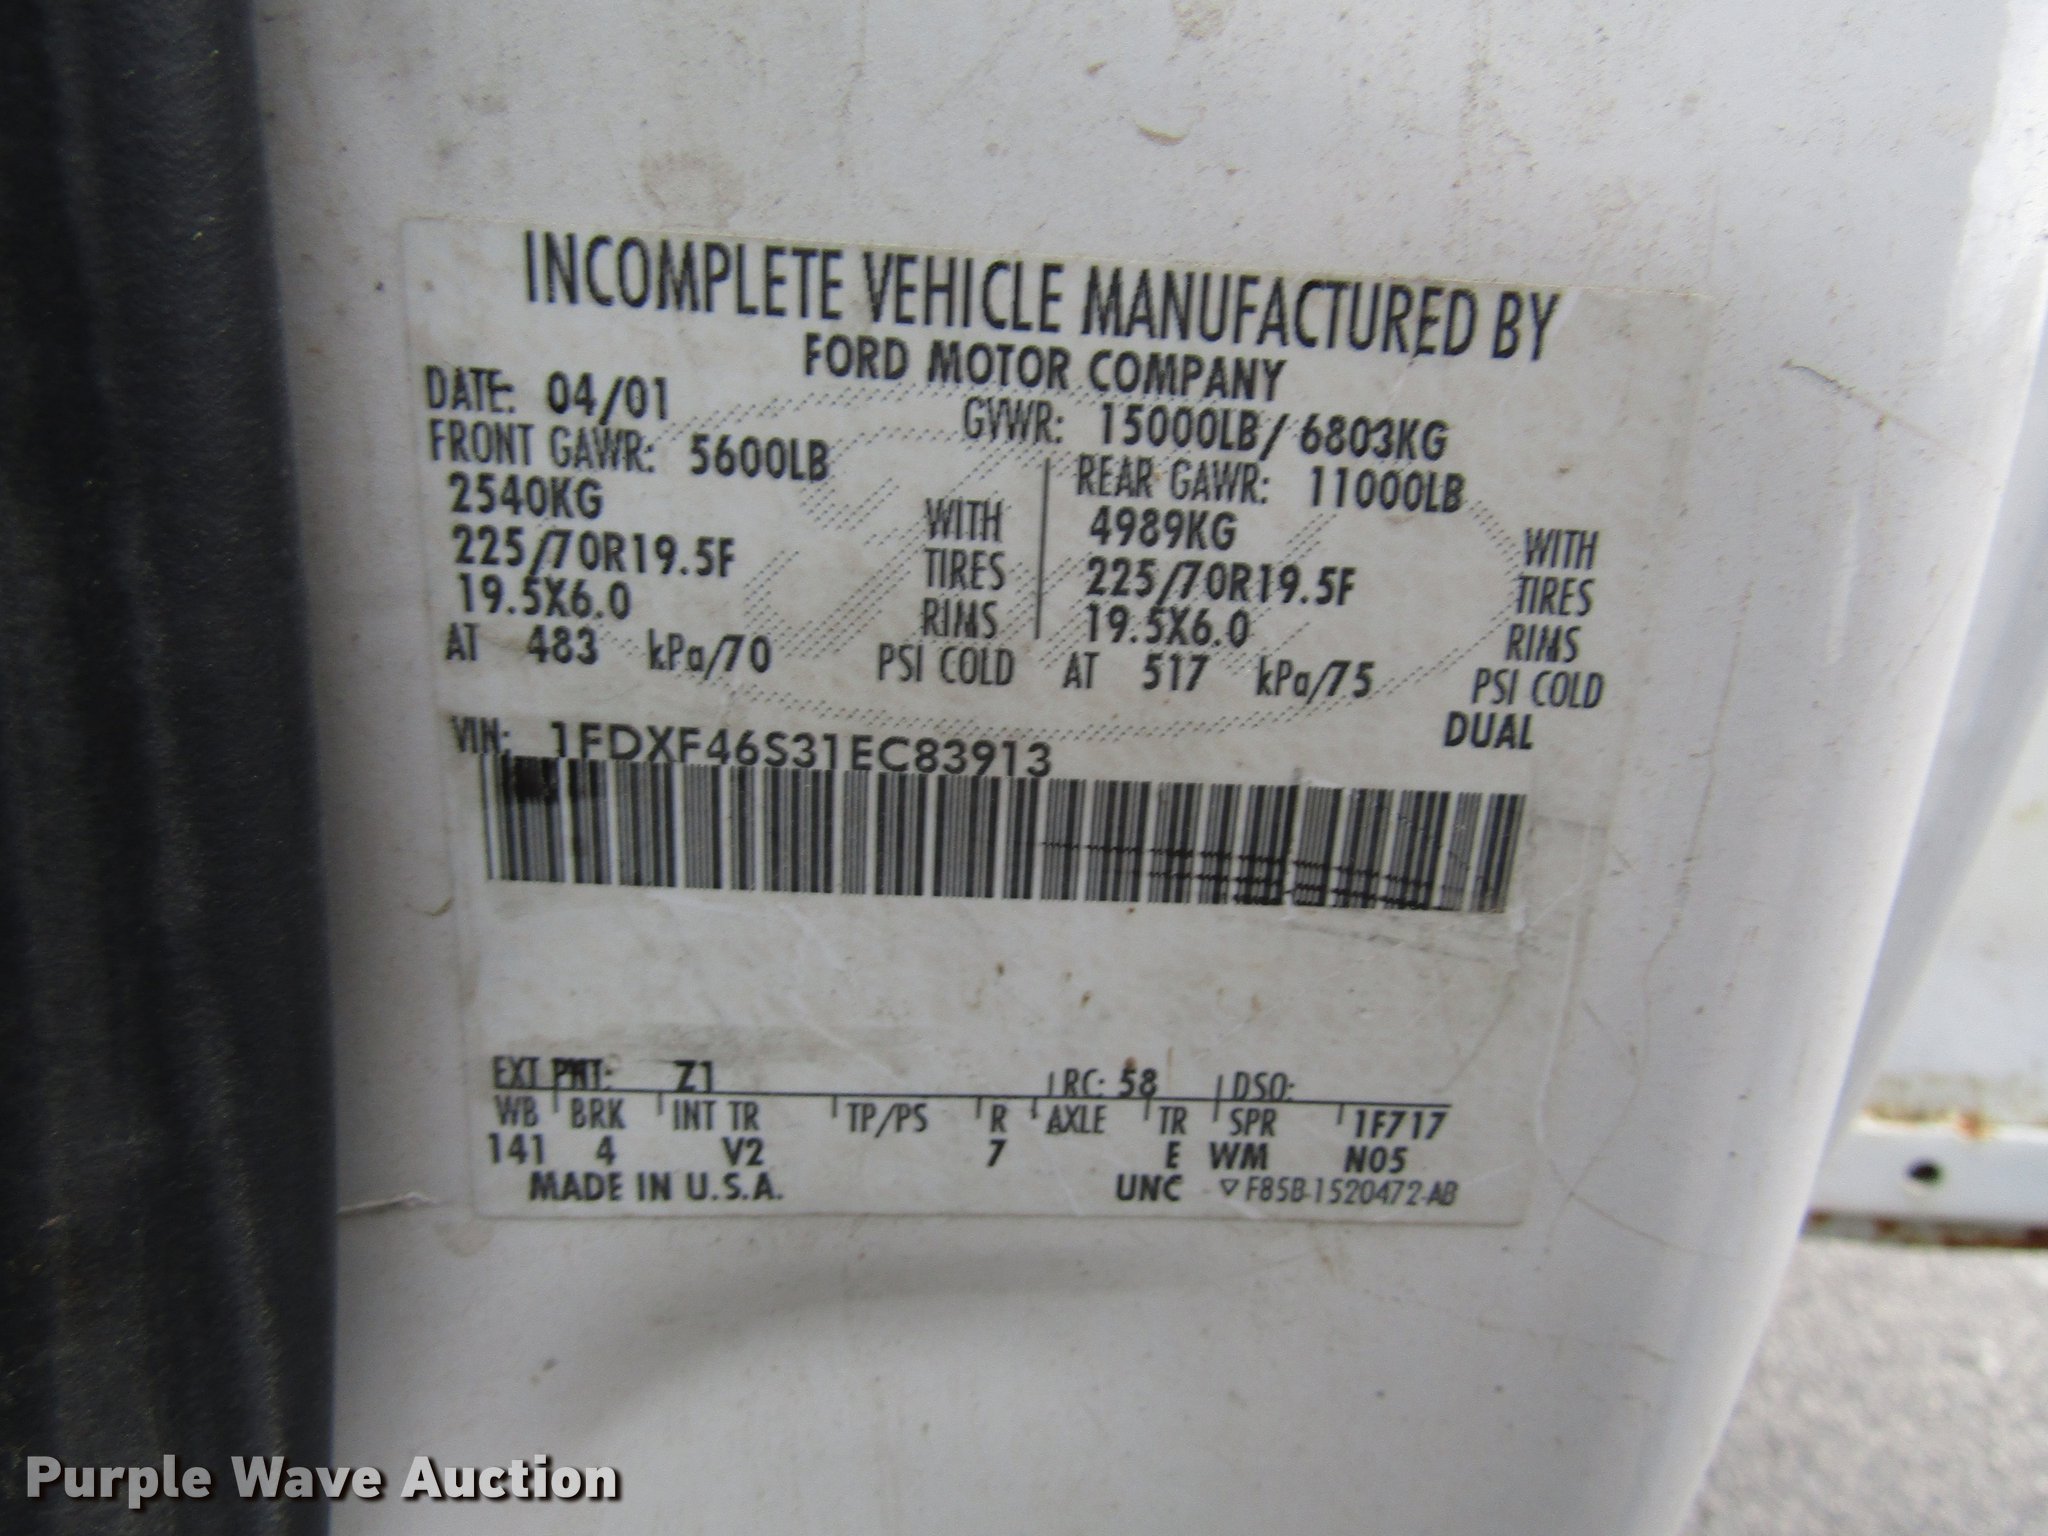 INCOMPLETE VEHICLE MANUFACTURED BY
FORD MOTOR COMPANY
DATE: 04/01 GVWR: 15000LB/ 6803KG
FRONT GAWR: 5600LB REAR GAWR: 11000LB
2540KG WITH 4989KG WITH
225/70R19.5F TIRES 225/70R19.5F TIRES
19.5X6.0 RIMS 19.5X6.0 RIMS
AT 483 kPa/70 PSI COLD AT 517 kPa/75 PSI COLD
DUAL
VIN: 1FDXF46S31EC83913
EXT PNT: Z1 RC: 58 DSO:
WB BRK INT TR TP/PS R AXLE TR SPR 1F717
141 4 V2 7 E WM N05
MADE IN U.S.A. UNC ▽F85B-1520472-AB
Purple Wave Auction